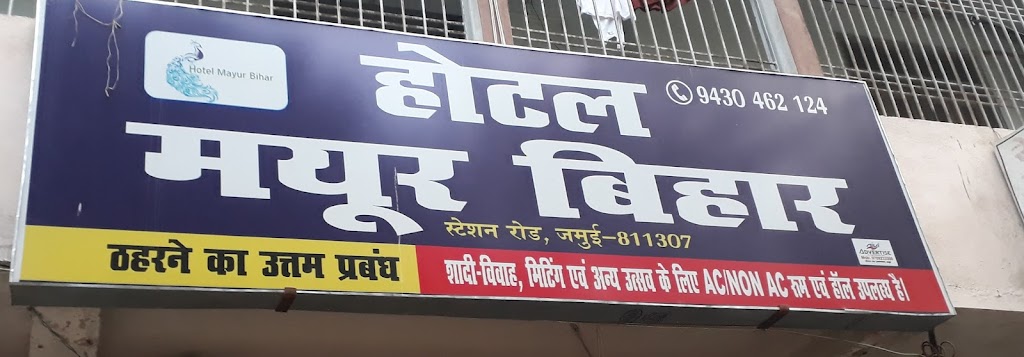 Hotel Mayur Bihar
होटल
9430 462 124
मयूर बिहार
स्टेशन रोड, जमुई-811307
ठहरने का उत्तम प्रबंध
शादी-विवाह, मिटिंग एवं अन्य उत्सव के लिए AC/NON AC रुम एवं हॉल उपलब्ध है।
ADVERTISE